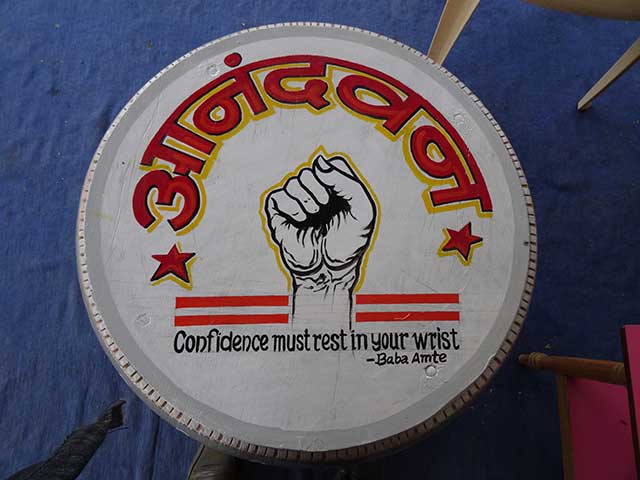 आनंदवन
Confidence must rest in your wrist
-Baba Amte